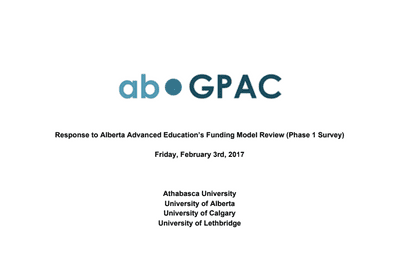 ab GPAC
Response to Alberta Advanced Education's Funding Model Review (Phase 1 Survey)
Friday, February 3rd, 2017
Athabasca University
University of Alberta
University of Calgary
University of Lethbridge